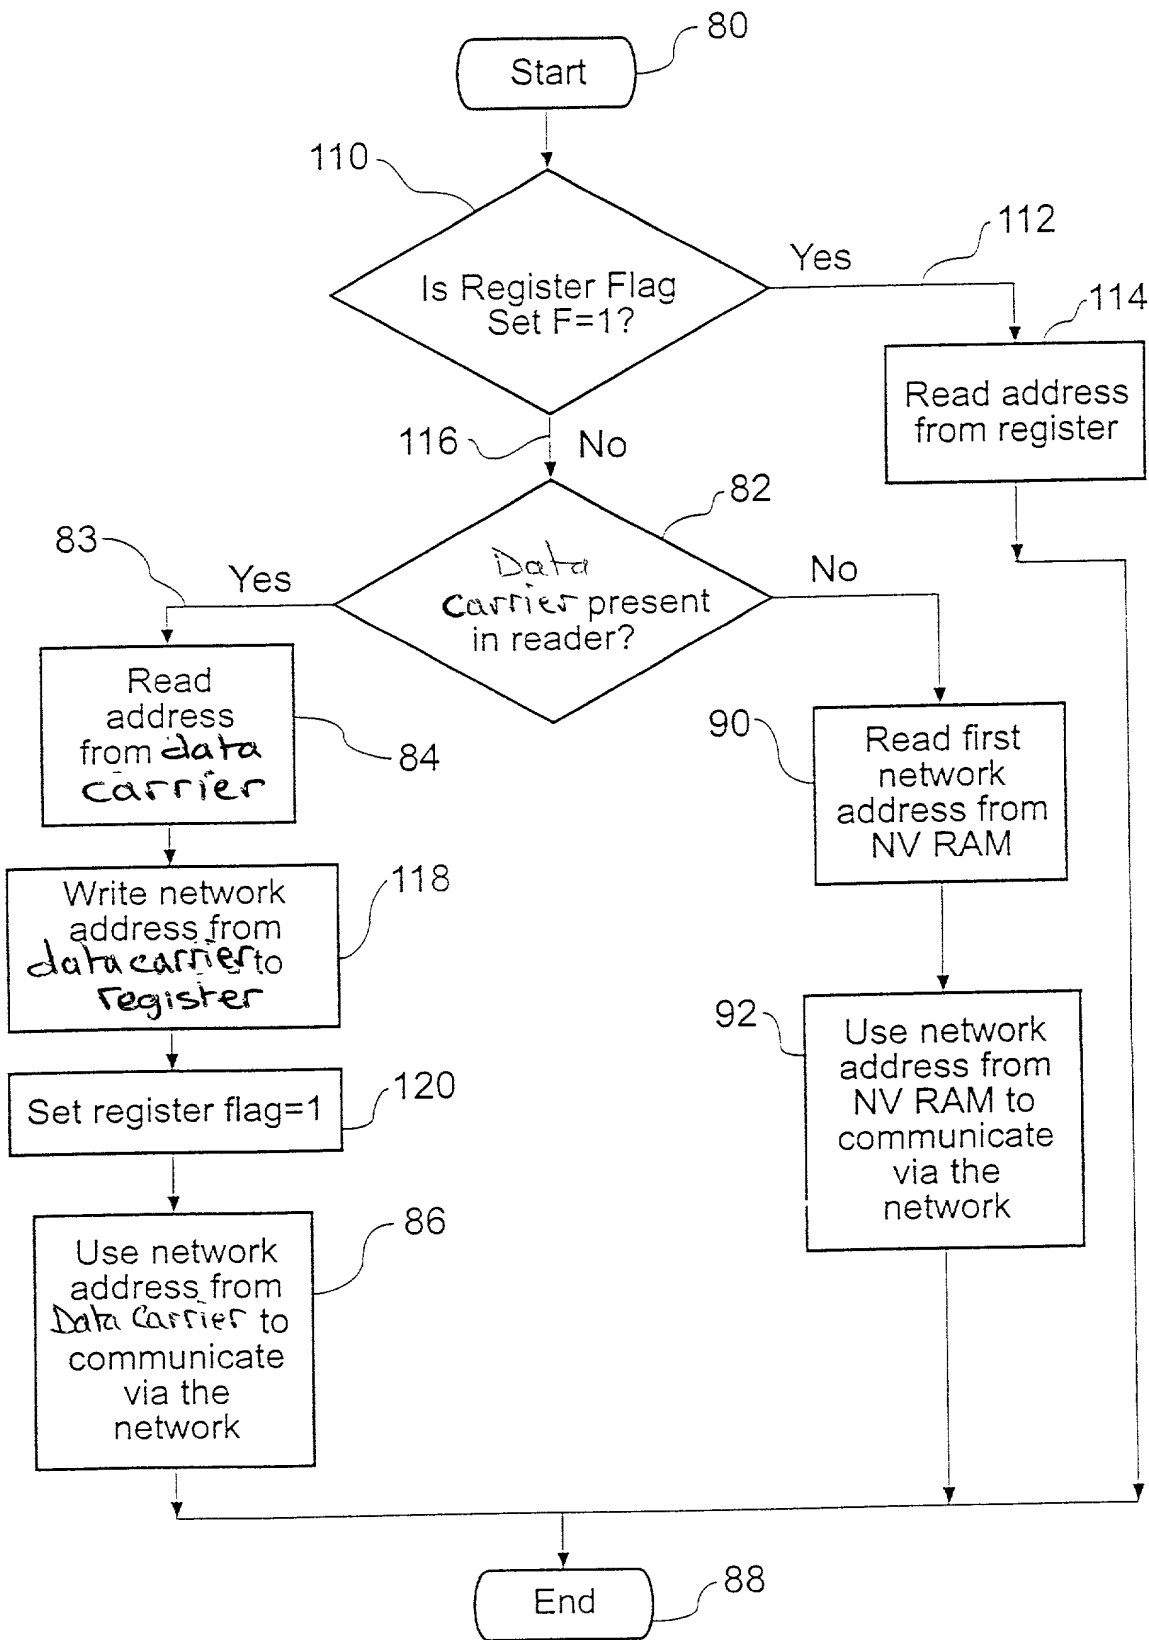 80
Start
110
Is Register Flag
Set F=1?
Yes
112
114
Read address
from register
116
No
82
Data
carrier present
in reader?
83
Yes
No
Read
address
from data
carrier
84
90
Read first
network
address from
NV RAM
Write network
address from
data carrier to
register
118
92
Use network
address from
NV RAM to
communicate
via the
network
Set register flag=1
120
Use network
address from
Data Carrier to
communicate
via the
network
86
End
88